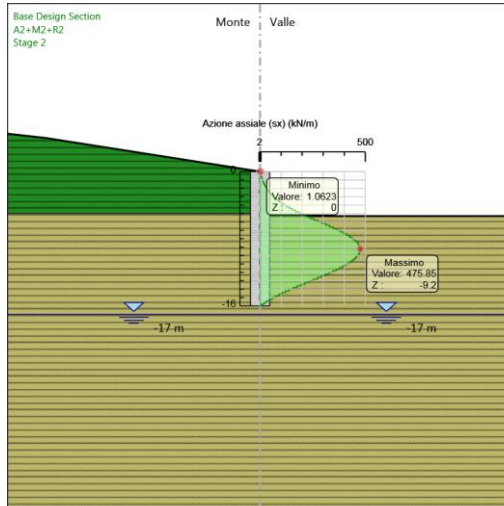 Base Design Section
A2+M2+R2
Stage 2
Monte
Valle
Azione assiale (sx) (kN/m)
2
500
0
Minimo
Valore: 1.0623
Z : 0
Massimo
Valore: 475.85
Z : -9.2
-16
-17 m
-17 m